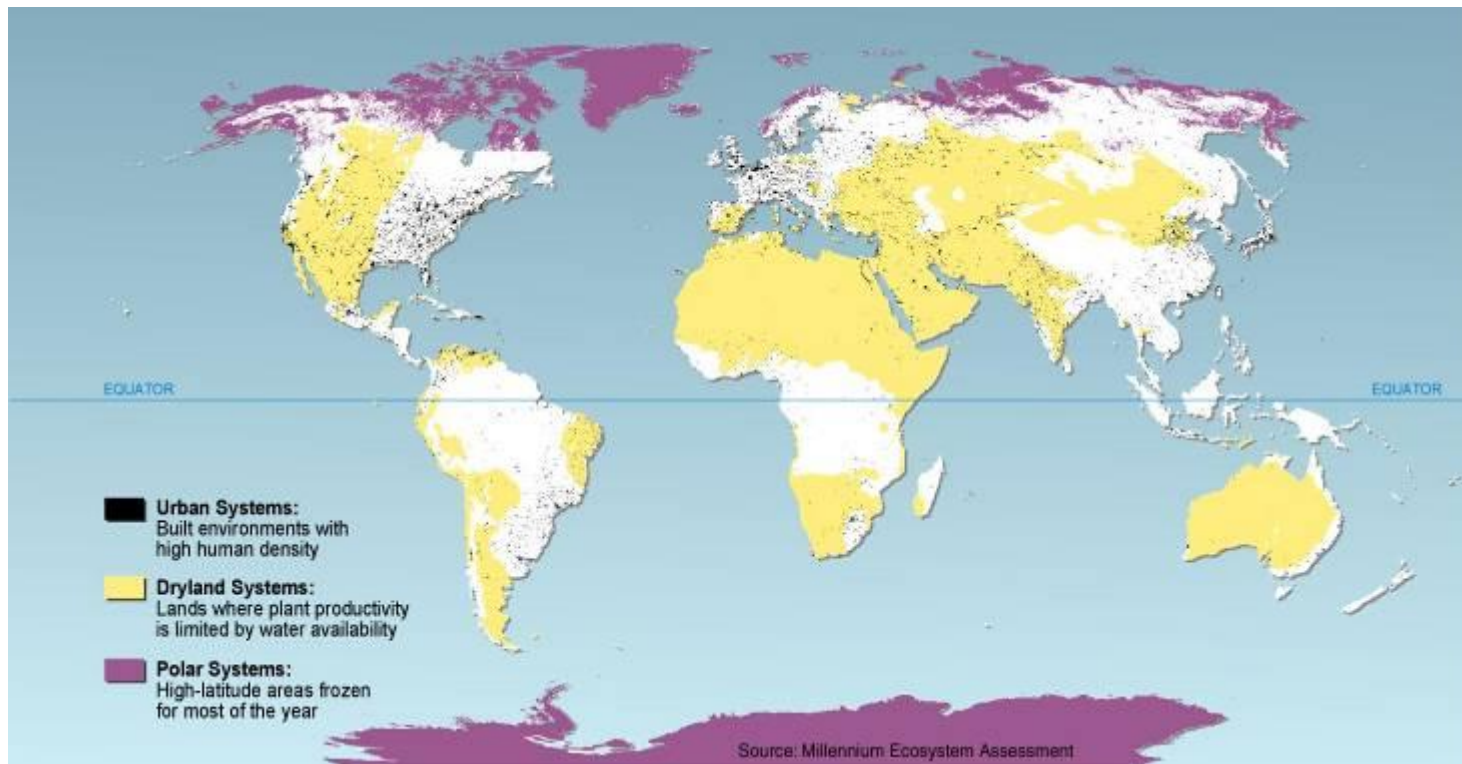 EQUATOR
EQUATOR
Urban Systems:
Built environments with
high human density
Dryland Systems:
Lands where plant productivity
is limited by water availability
Polar Systems:
High-latitude areas frozen
for most of the year
Source: Millennium Ecosystem Assessment